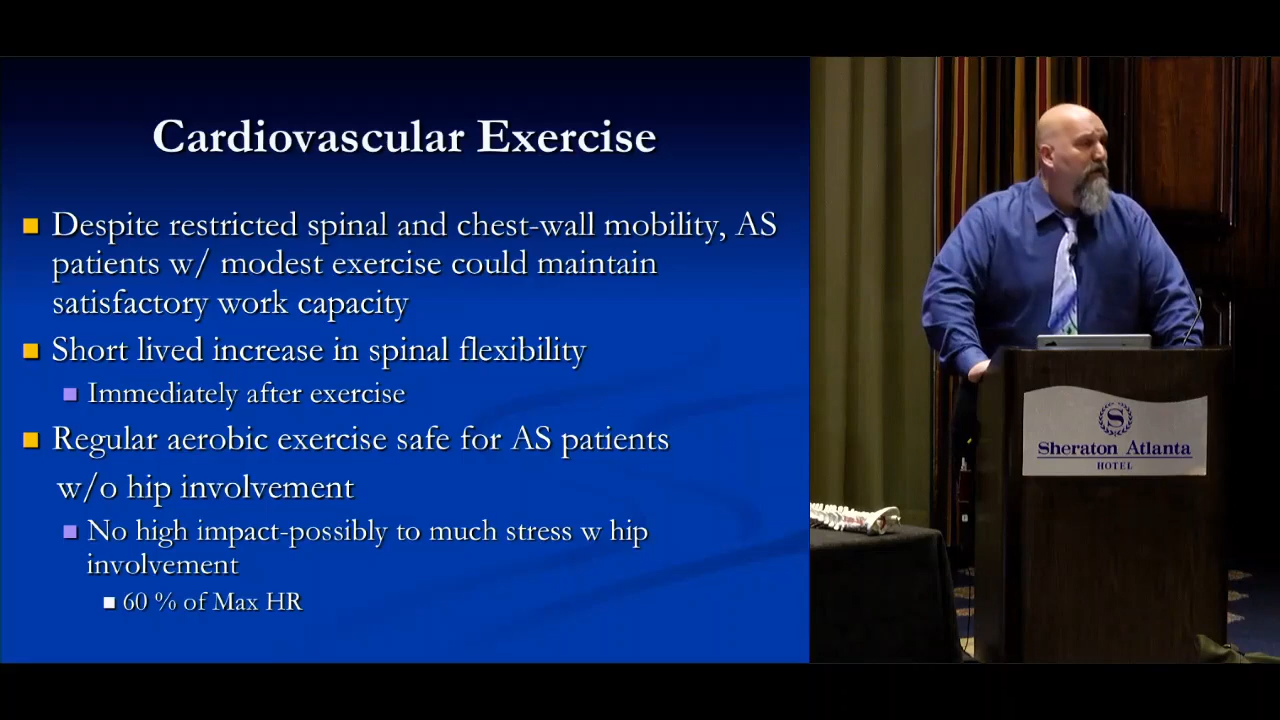 Cardiovascular Exercise
Despite restricted spinal and chest-wall mobility, AS
patients w/ modest exercise could maintain
satisfactory work capacity
Short lived increase in spinal flexibility
Immediately after exercise
Regular aerobic exercise safe for AS patients
w/o hip involvement
No high impact-possibly to much stress w hip
involvement
60 % of Max HR
S
Sheraton Atlanta
HOTEL